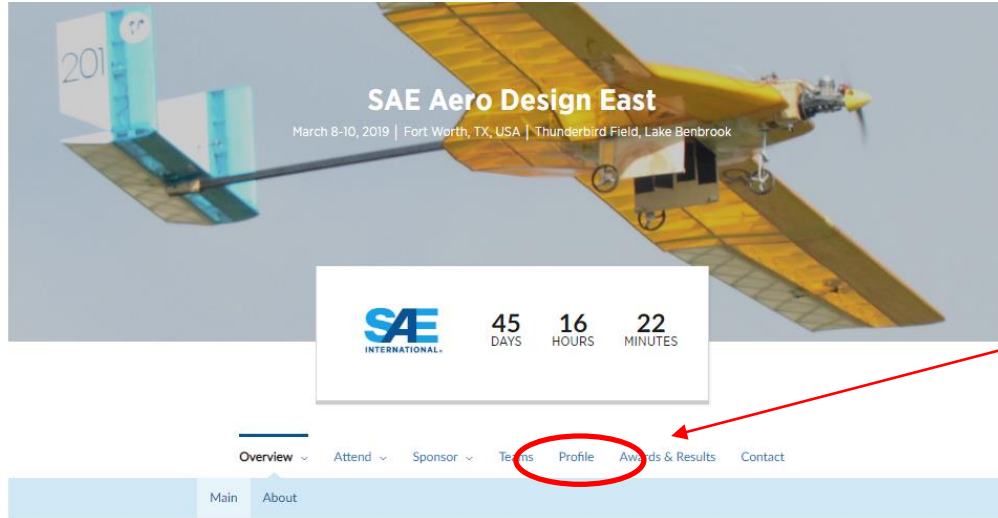 201
SAE Aero Design East
March 8-10, 2019 | Fort Worth, TX, USA | Thunderbird Field, Lake Benbrook
SAE
INTERNATIONAL®
45 16 22
DAYS HOURS MINUTES
Overview Attend Sponsor Teams Profile Awards & Results Contact
Main About